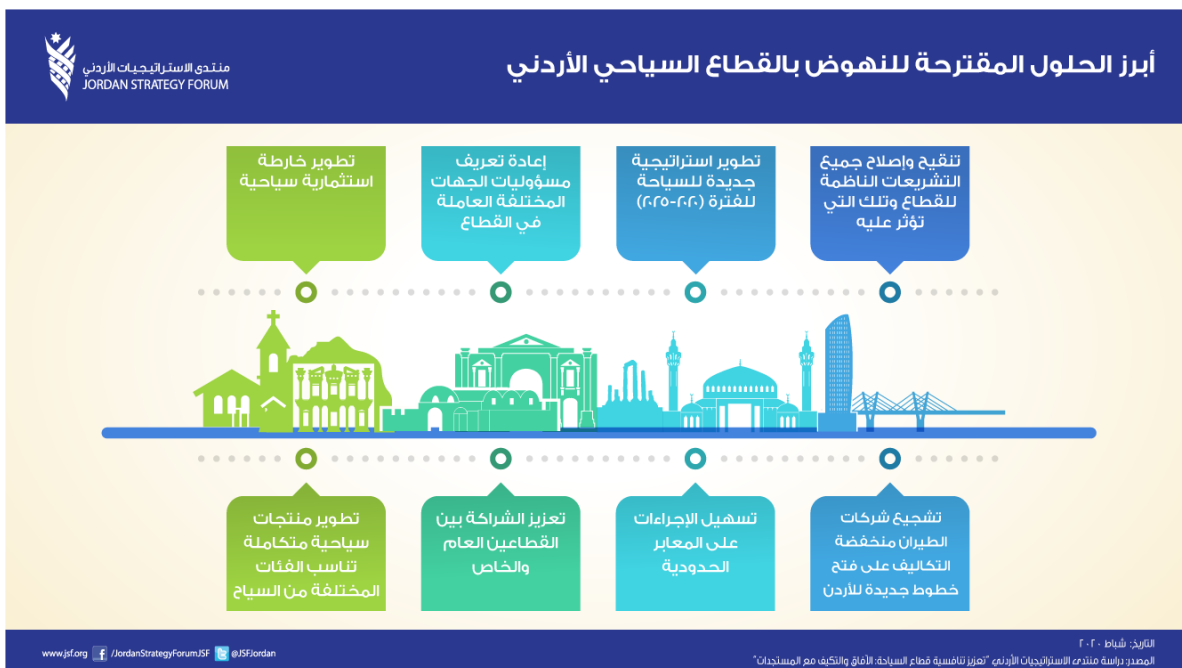 أبرز الحلول المقترحة للنهوض بالقطاع السياحي الأردني
منتدى الاستراتيجيات الأردني
JORDAN STRATEGY FORUM
تنقيح وإصلاح جميع
التشريعات الناظمة
للقطاع وتلك التي
تؤثر عليه
تطوير استراتيجية
جديدة للسياحة
للفترة (٢٠٢٠-٢٠٢٥)
إعادة تعريف
مسؤوليات الجهات
المختلفة العاملة
في القطاع
تطوير خارطة
استثمارية سياحية
تشجيع شركات
الطيران منخفضة
التكاليف على فتح
خطوط جديدة للأردن
تسهيل الإجراءات
على المعابر
الحدودية
تعزيز الشراكة بين
القطاعين العام
والخاص
تطوير منتجات
سياحية متكاملة
تناسب الفئات
المختلفة من السياح
التاريخ: شباط ٢٠٢٠
المصدر: دراسة منتدى الاستراتيجيات الأردني "تعزيز تنافسية قطاع السياحة: الآفاق والتكيف مع المستجدات"
www.jsf.org f /JordanStrategyForumJSF @JSFJordan